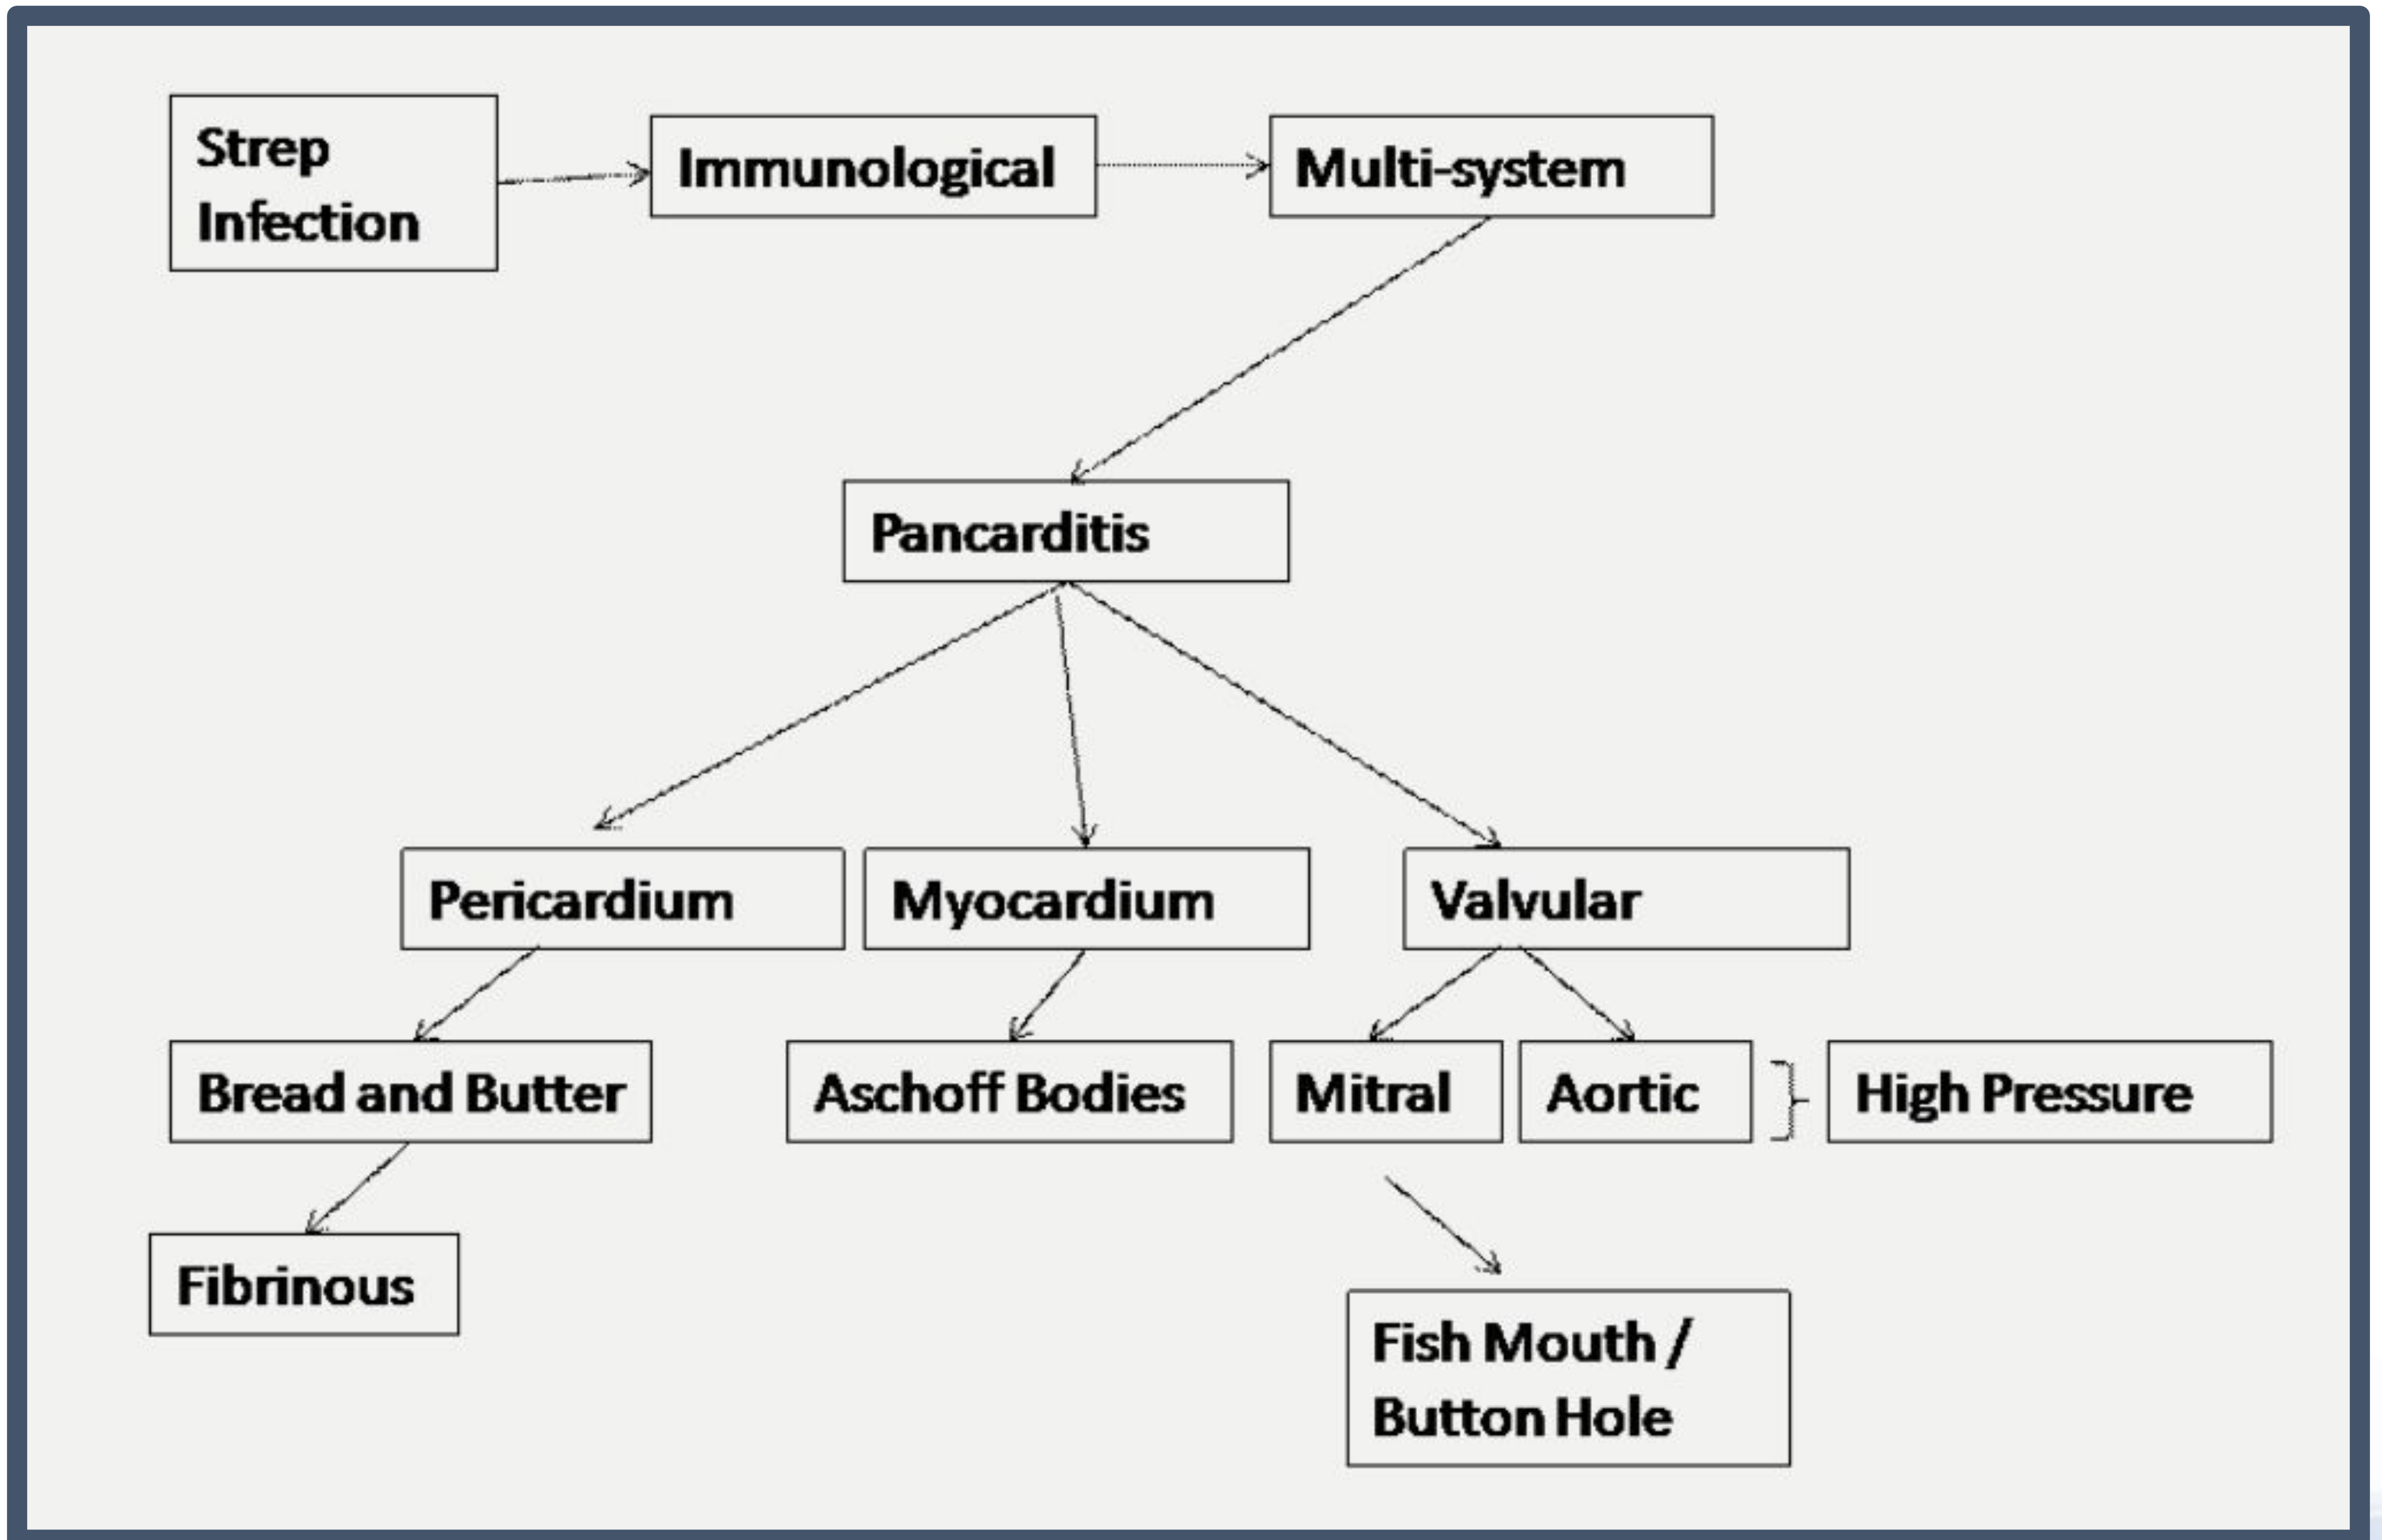 Strep
Infection
Immunological
Multi-system
Pancarditis
Pericardium
Myocardium
Valvular
Bread and Butter
Aschoff Bodies
Mitral
Aortic
High Pressure
Fibrinous
Fish Mouth /
Button Hole